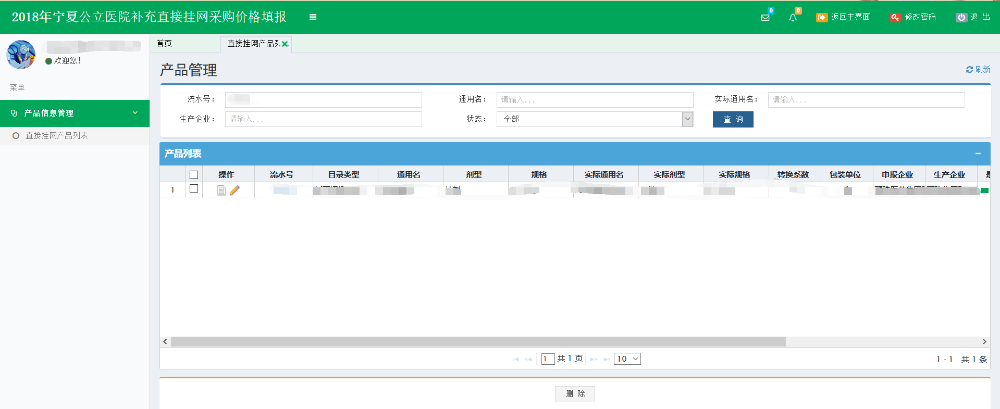 2018年宁夏公立医院补充直接挂网采购价格填报
0
0
返回主界面
修改密码
退 出
欢迎您!
菜单
产品信息管理
直接挂网产品列表
首页
直接挂网产品列
产品管理
刷新
流水号：
通用名： 请输入...
实际通用名： 请输入...
生产企业： 请输入...
状态： 全部
查 询
产品列表
操作 流水号 目录类型 通用名 剂型 规格 实际通用名 实际剂型 实际规格 转换系数 包装单位 申报企业 生产企业 是
1
1 共 1 页 10
1 - 1 共 1 条
删 除